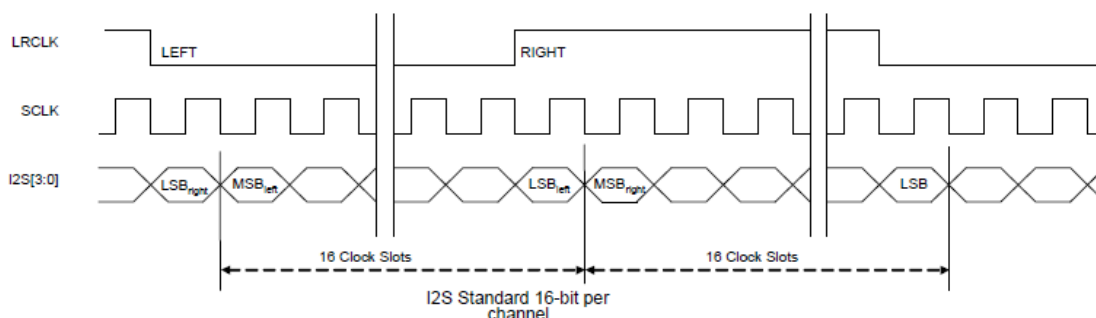 LRCLK
LEFT
RIGHT
SCLK
I2S[3:0]
LSBright
MSBleft
LSBleft
MSBright
LSB
16 Clock Slots
16 Clock Slots
I2S Standard 16-bit per
channel